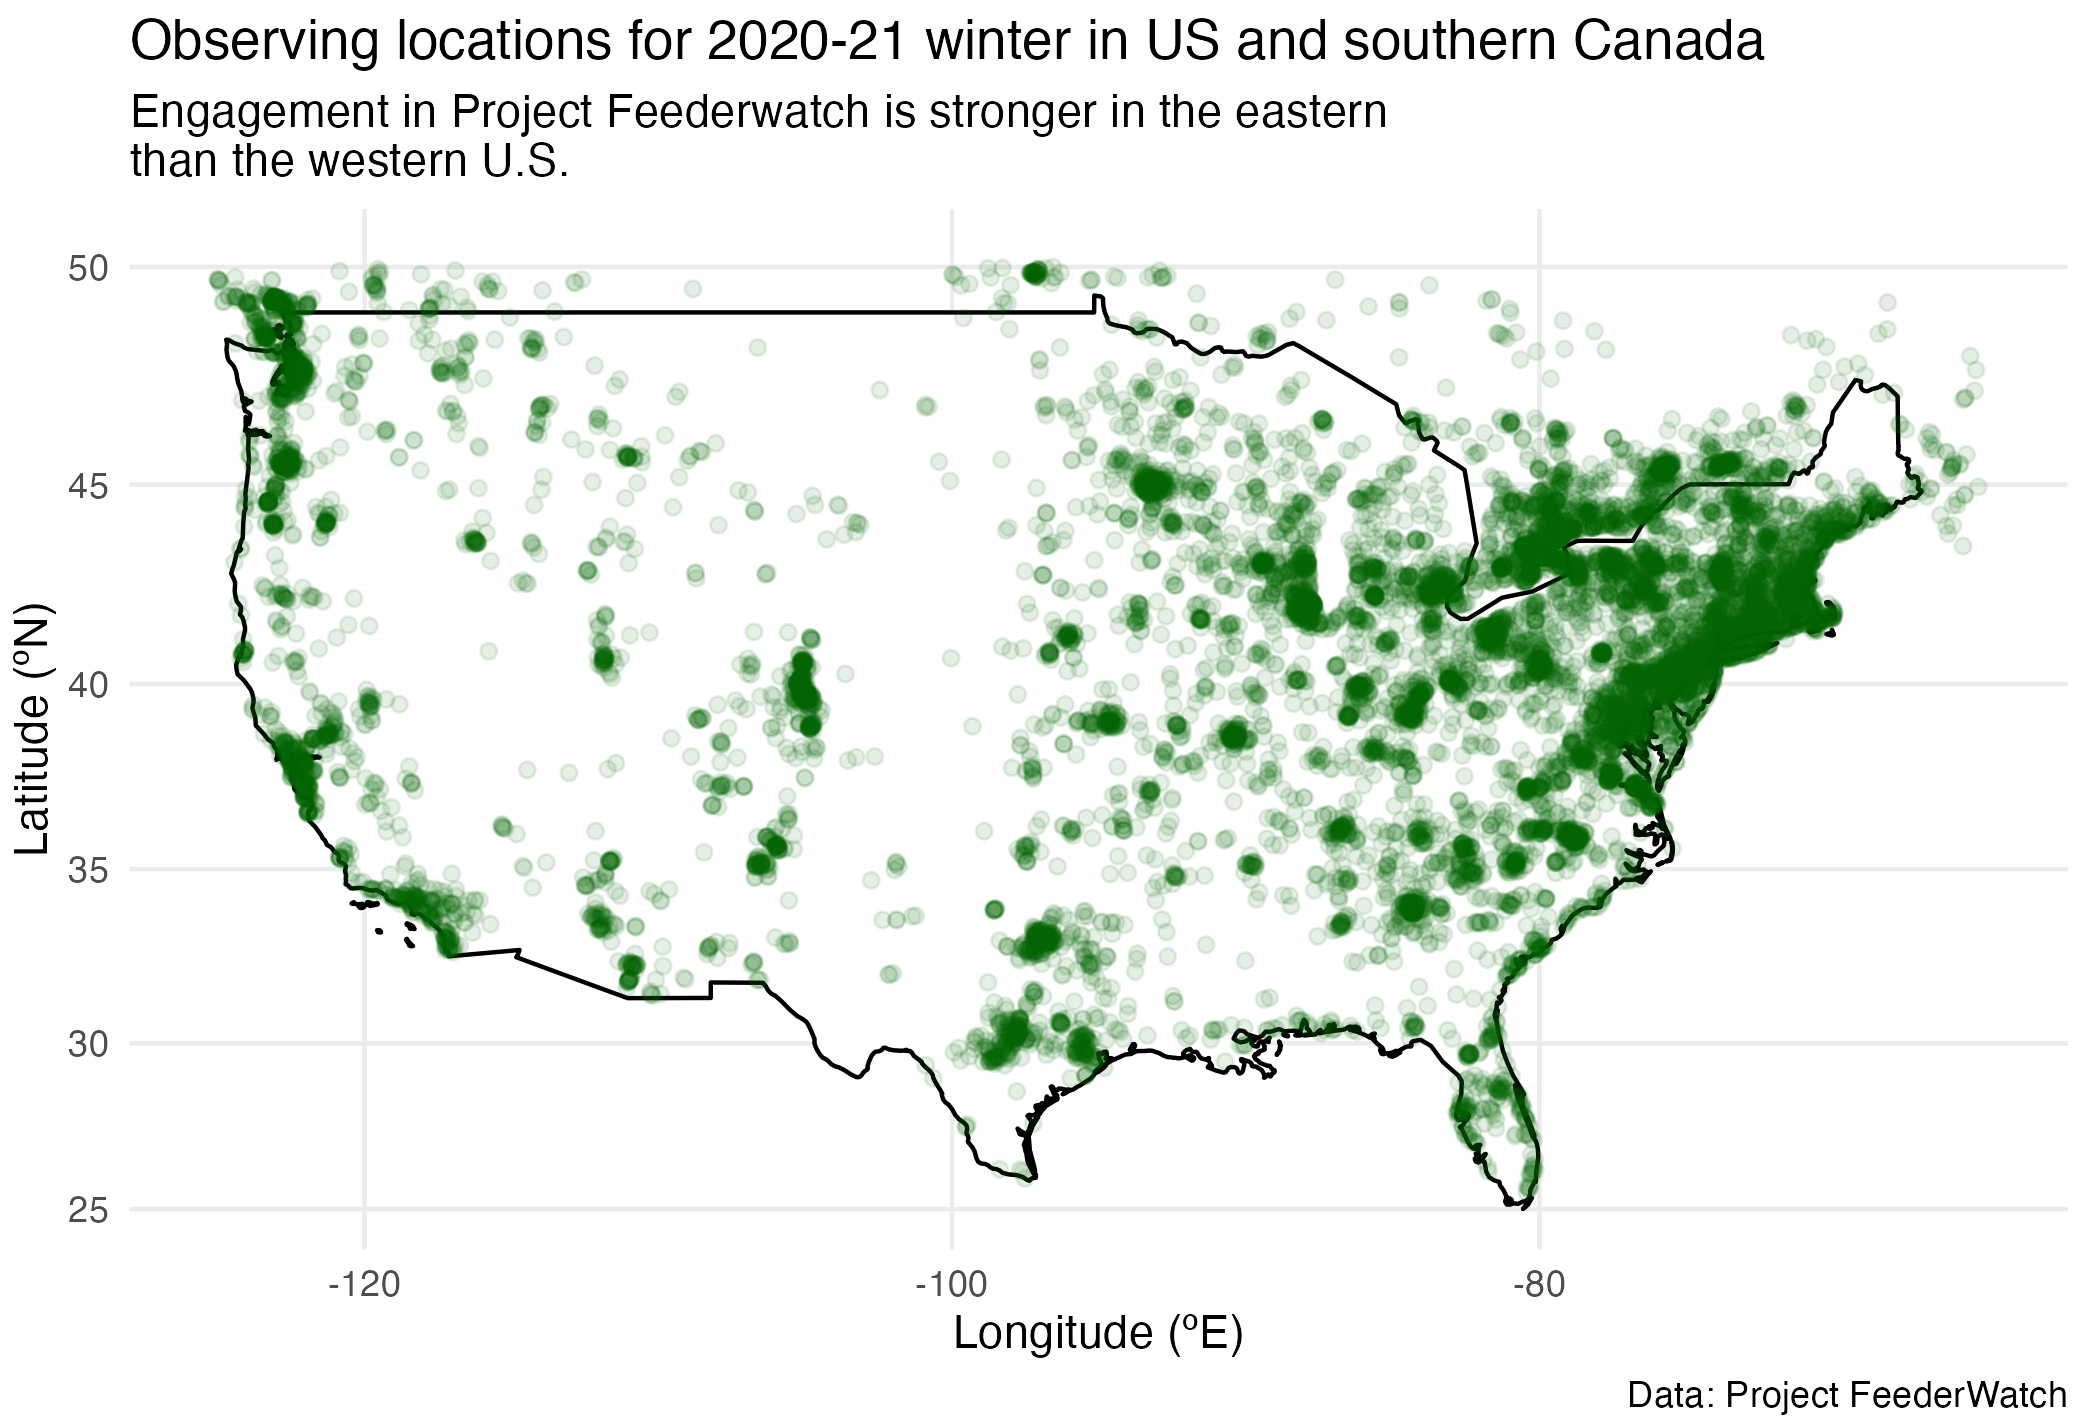 Observing locations for 2020-21 winter in US and southern Canada
Engagement in Project Feederwatch is stronger in the eastern
than the western U.S.
50
45
40
35
30
25
Latitude (ºN)
-120
-100
-80
Longitude (ºE)
Data: Project FeederWatch